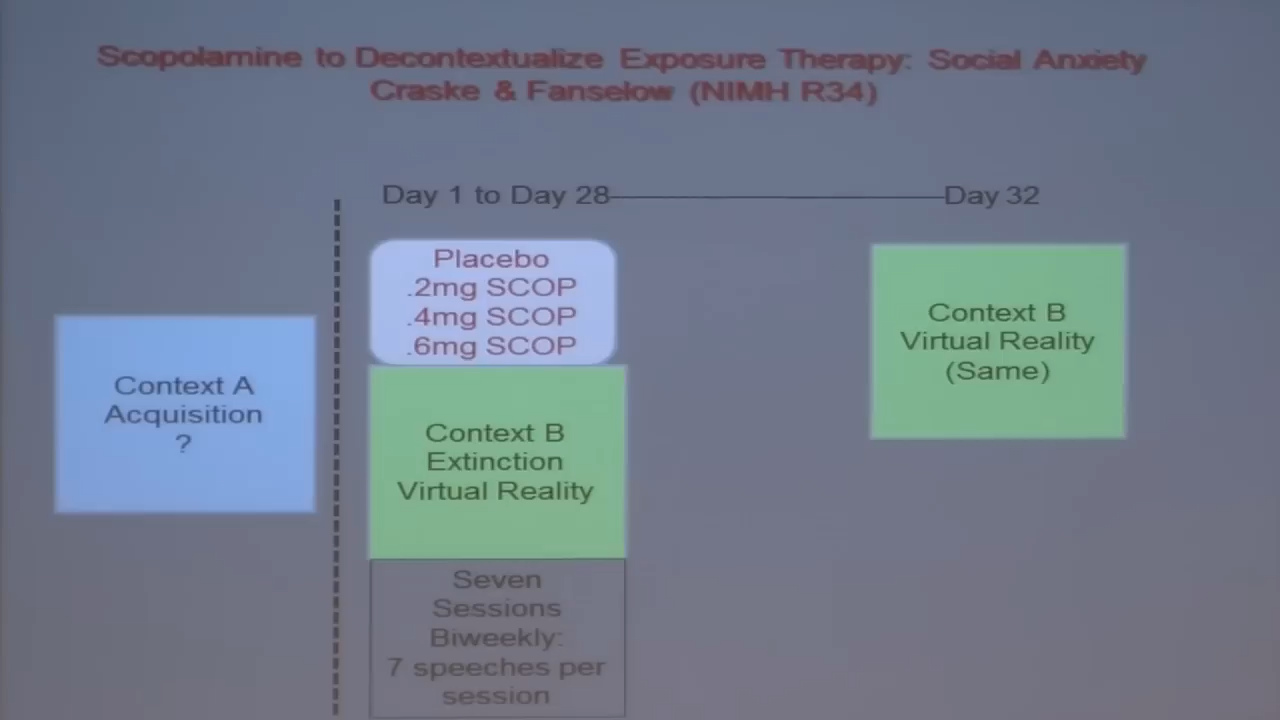 Scopolamine to Decontextualize Exposure Therapy: Social Anxiety
Craske & Fanselow (NIMH R34)
Day 1 to Day 28
Day 32
Placebo
.2mg SCOP
.4mg SCOP
.6mg SCOP
Context A
Acquisition
?
Context B
Extinction
Virtual Reality
Seven
Sessions
Biweekly:
7 speeches per
session
Context B
Virtual Reality
(Same)